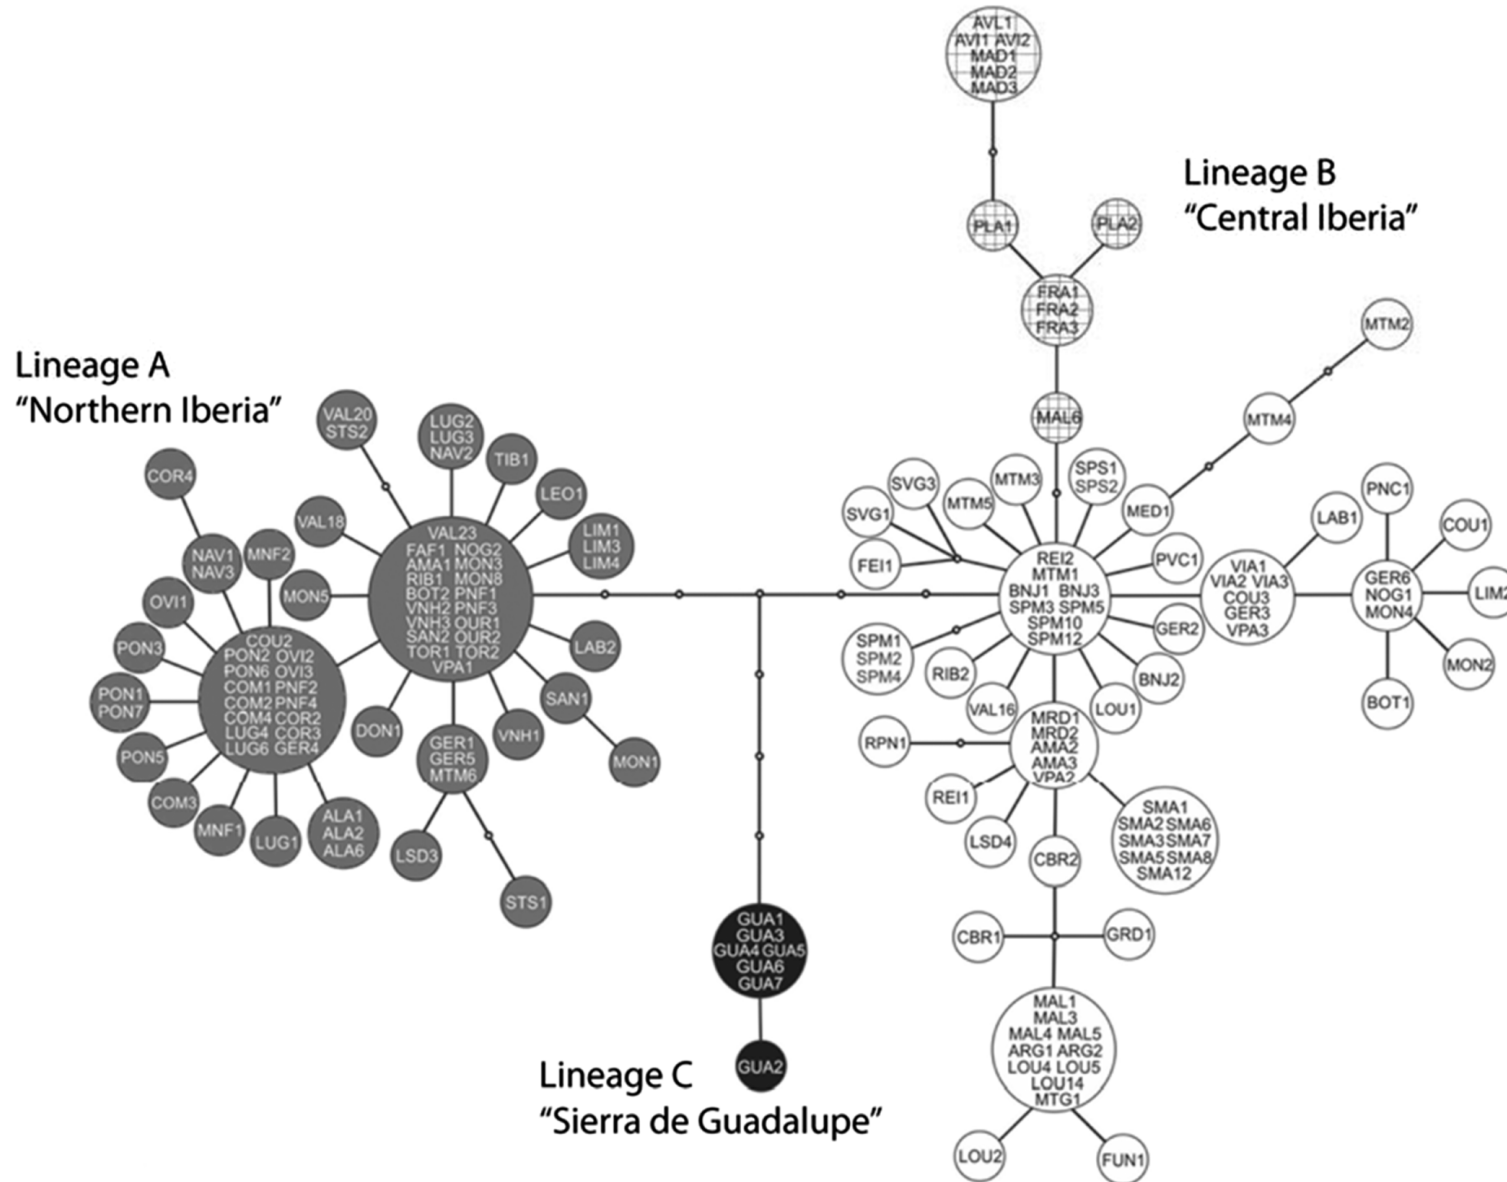 AVL1
AVI1 AVI2
MAD1
MAD2
MAD3
Lineage B
“Central Iberia”
PLA1
PLA2
FRA1
FRA2
FRA3
MTM2
Lineage A
“Northern Iberia”
MAL6
MTM4
VAL20
STS2
LUG2
LUG3
NAV2
TIB1
COR4
LEO1
SVG3
MTM5
MTM3
SPS1
SPS2
MED1
PNC1
LAB1
COU1
SVG1
FEI1
VAL18
LIM1
LIM3
LIM4
NAV1
NAV3
MNF2
MON5
OVI1
VAL23
FAF1 NOG2
AMA1 MON3
RIB1 MON8
BOT2 PNF1
VNH2 PNF3
VNH3 OUR1
SAN2 OUR2
TOR1 TOR2
VPA1
REI2
MTM1
BNJ1 BNJ3
SPM3 SPM5
SPM10
SPM12
PVC1
VIA1
VIA2 VIA3
COU3
GER3
VPA3
GER6
NOG1
MON4
LIM2
GER2
PON3
COU2
PON2 OVI2
PON6 OVI3
COM1 PNF2
COM2 PNF4
COM4 COR2
LUG4 COR3
LUG6 GER4
LAB2
SPM1
SPM2
SPM4
RIB2
BNJ2
MON2
PON1
PON7
SAN1
VAL16
LOU1
BOT1
DON1
VNH1
MRD1
MRD2
AMA2
AMA3
VPA2
RPN1
PON5
GER1
GER5
MTM6
MON1
COM3
REI1
MNF1
LUG1
ALA1
ALA2
ALA6
LSD3
LSD4
SMA1
SMA2 SMA6
SMA3 SMA7
SMA5 SMA8
SMA12
CBR2
STS1
GUA1
GUA3
GUA4 GUA5
GUA6
GUA7
CBR1
GRD1
MAL1
MAL3
MAL4 MAL5
ARG1 ARG2
LOU4 LOU5
LOU14
MTG1
GUA2
Lineage C
“Sierra de Guadalupe”
LOU2
FUN1